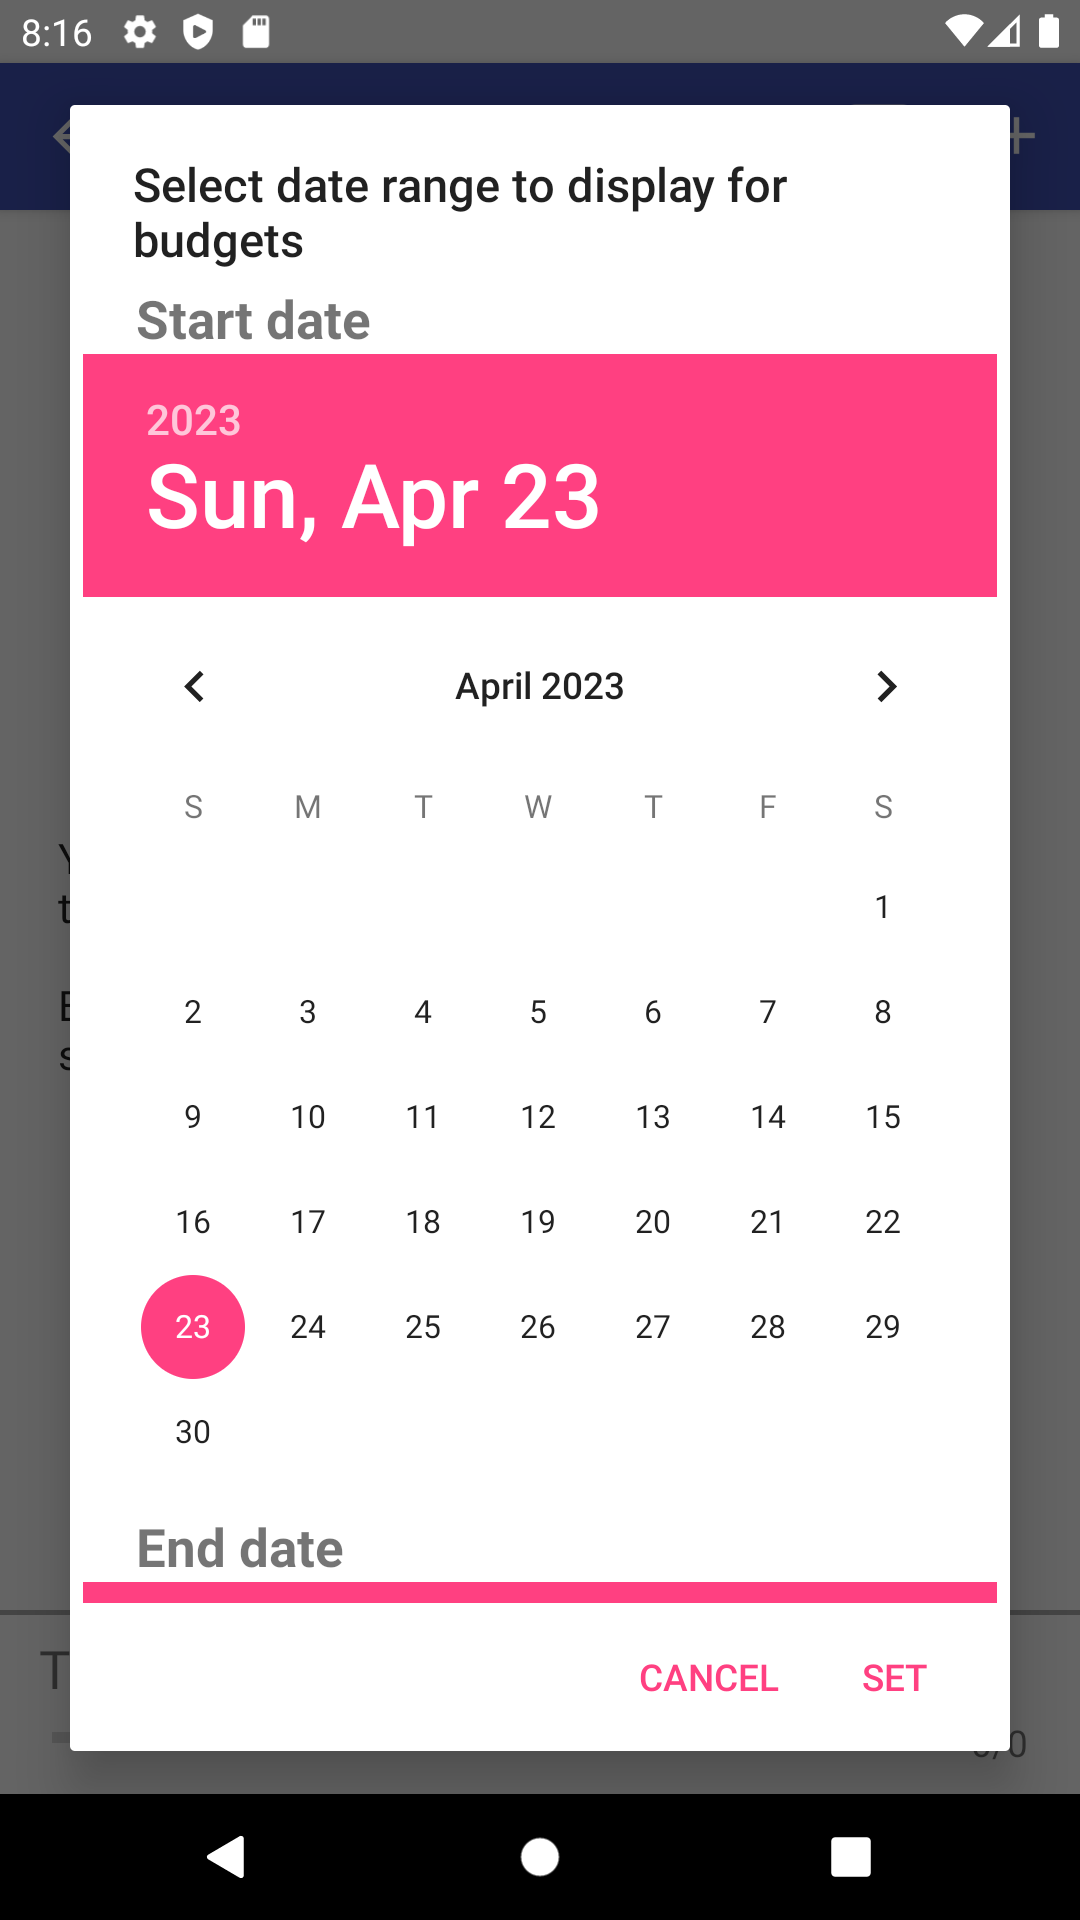 8:16
Select date range to display for
budgets
Start date
2023
Sun, Apr 23
April 2023
S M T W T F S
1
2 3 4 5 6 7 8
9 10 11 12 13 14 15
16 17 18 19 20 21 22
23 24 25 26 27 28 29
30
End date
CANCEL SET